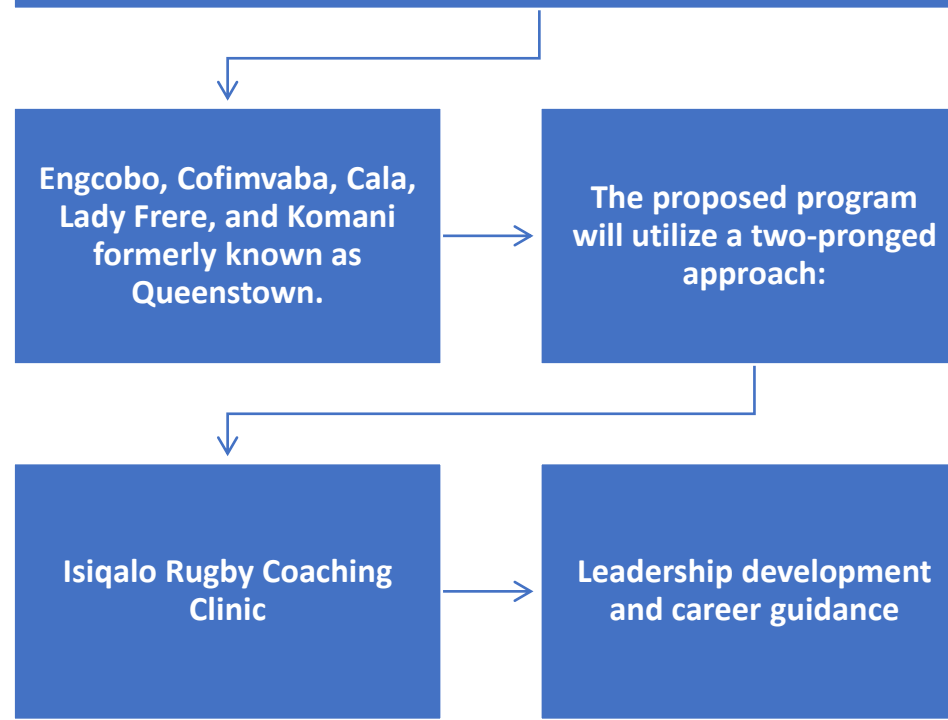 Engcobo, Cofimvaba, Cala,
Lady Frere, and Komani
formerly known as
Queenstown.
The proposed program
will utilize a two-pronged
approach:
Isiqalo Rugby Coaching
Clinic
Leadership development
and career guidance